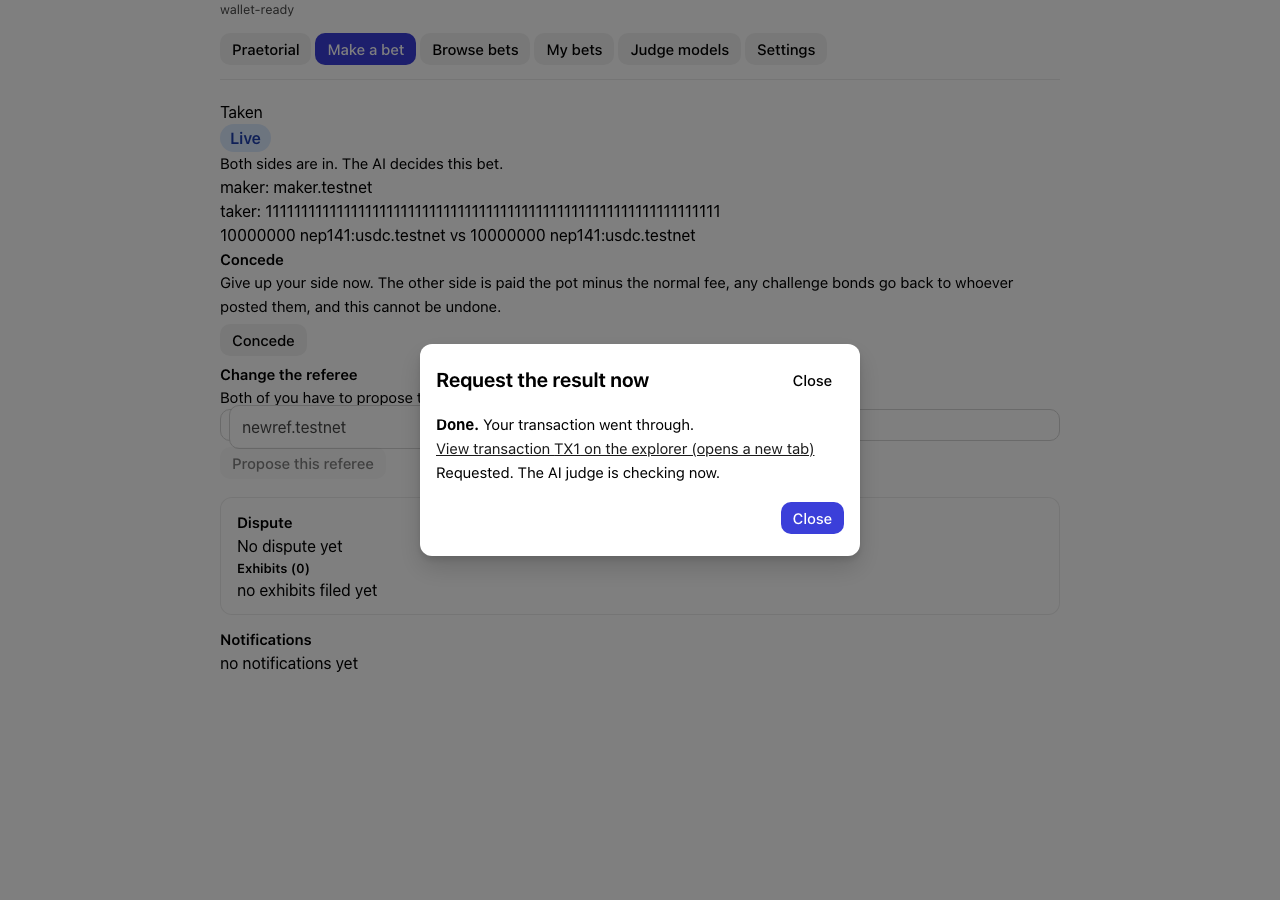 wallet-ready
Praetorial
Make a bet
Browse bets
My bets
Judge models
Settings
Taken
Live
Both sides are in. The AI decides this bet.
maker: maker.testnet
taker: 1111111111111111111111111111111111111111111111111111111111111111
10000000 nep141:usdc.testnet vs 10000000 nep141:usdc.testnet
Concede
Give up your side now. The other side is paid the pot minus the normal fee, any challenge bonds go back to whoever
posted them, and this cannot be undone.
Concede
Change the referee
Both of you have to propose
newref.testnet
Propose this referee
Request the result now
Close
Done. Your transaction went through.
View transaction TX1 on the explorer (opens a new tab)
Requested. The AI judge is checking now.
Close
Dispute
No dispute yet
Exhibits (0)
no exhibits filed yet
Notifications
no notifications yet